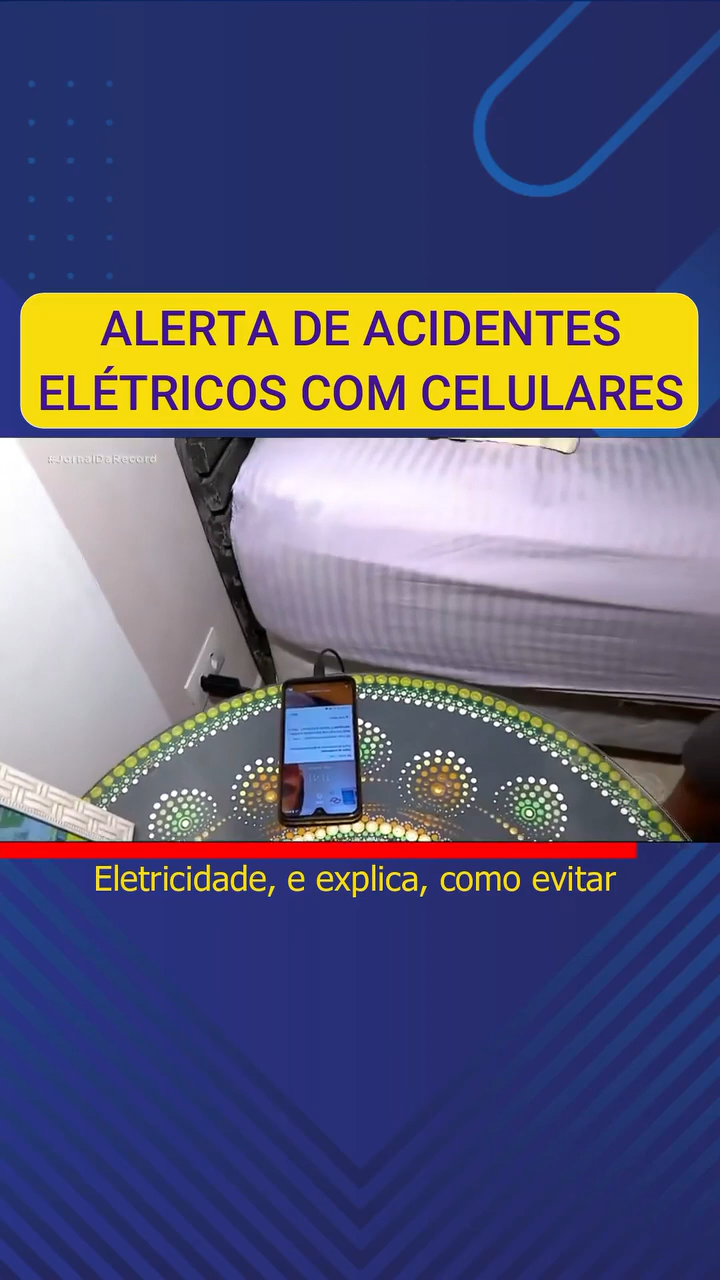 ALERTA DE ACIDENTES
ELÉTRICOS COM CELULARES
#JornalDaRecord
Eletricidade, e explica, como evitar